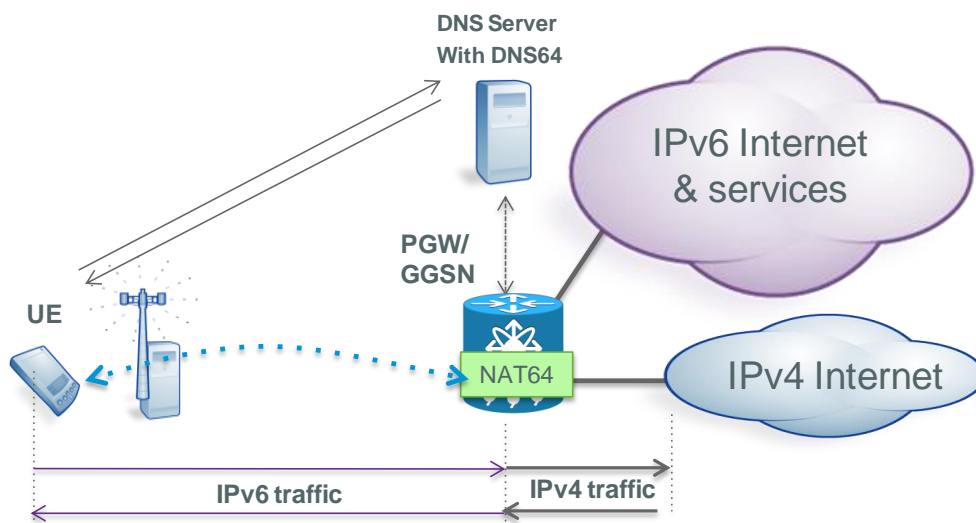 DNS Server
With DNS64
IPv6 Internet
& services
PGW/
GGSN
UE
NAT64
IPv4 Internet
IPv6 traffic
IPv4 traffic